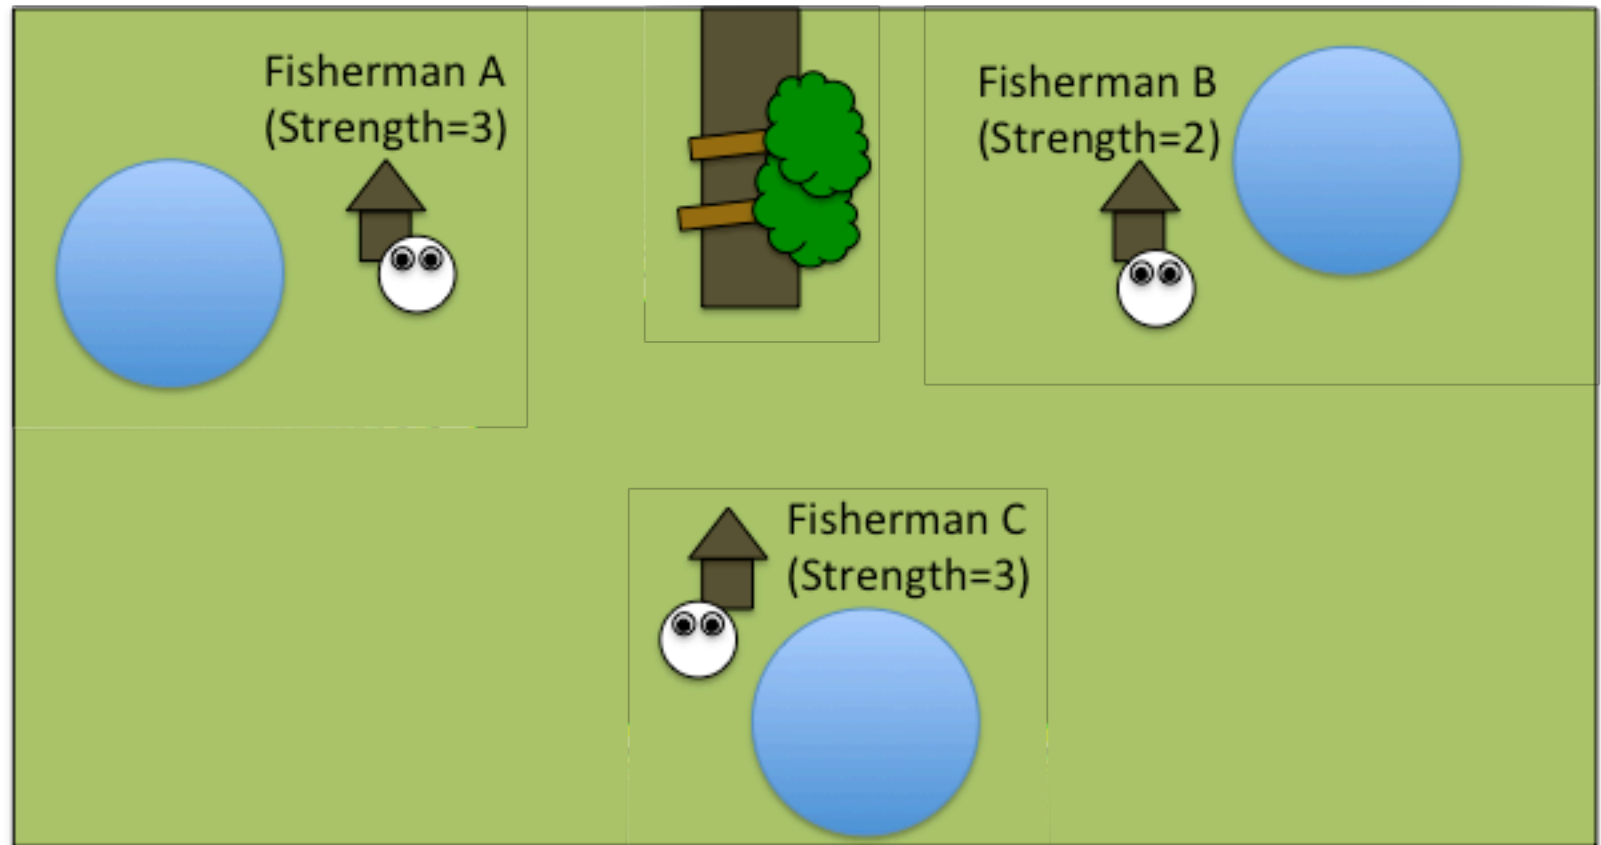 Fisherman A
(Strength=3)
Fisherman B
(Strength=2)
Fisherman C
(Strength=3)